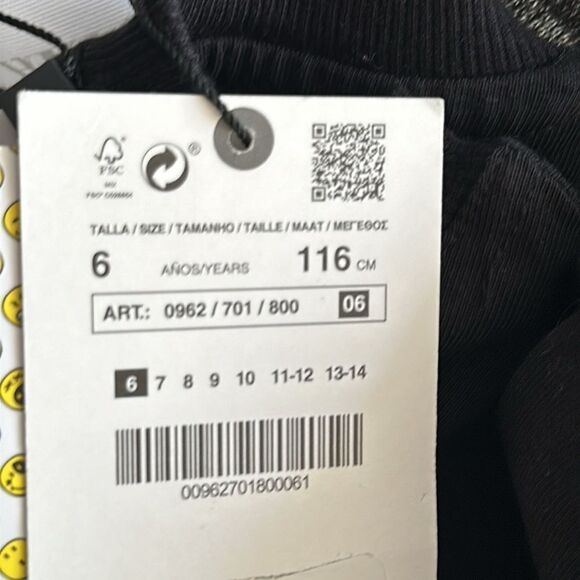 FSC
®
TALLA / SIZE / TAMANHO / TAILLE / MAAT / ΜΕΓΕΘΟΣ
6 AÑOS/YEARS 116 CM
ART.: 0962 / 701 / 800 06
6 7 8 9 10 11-12 13-14
00962701800061